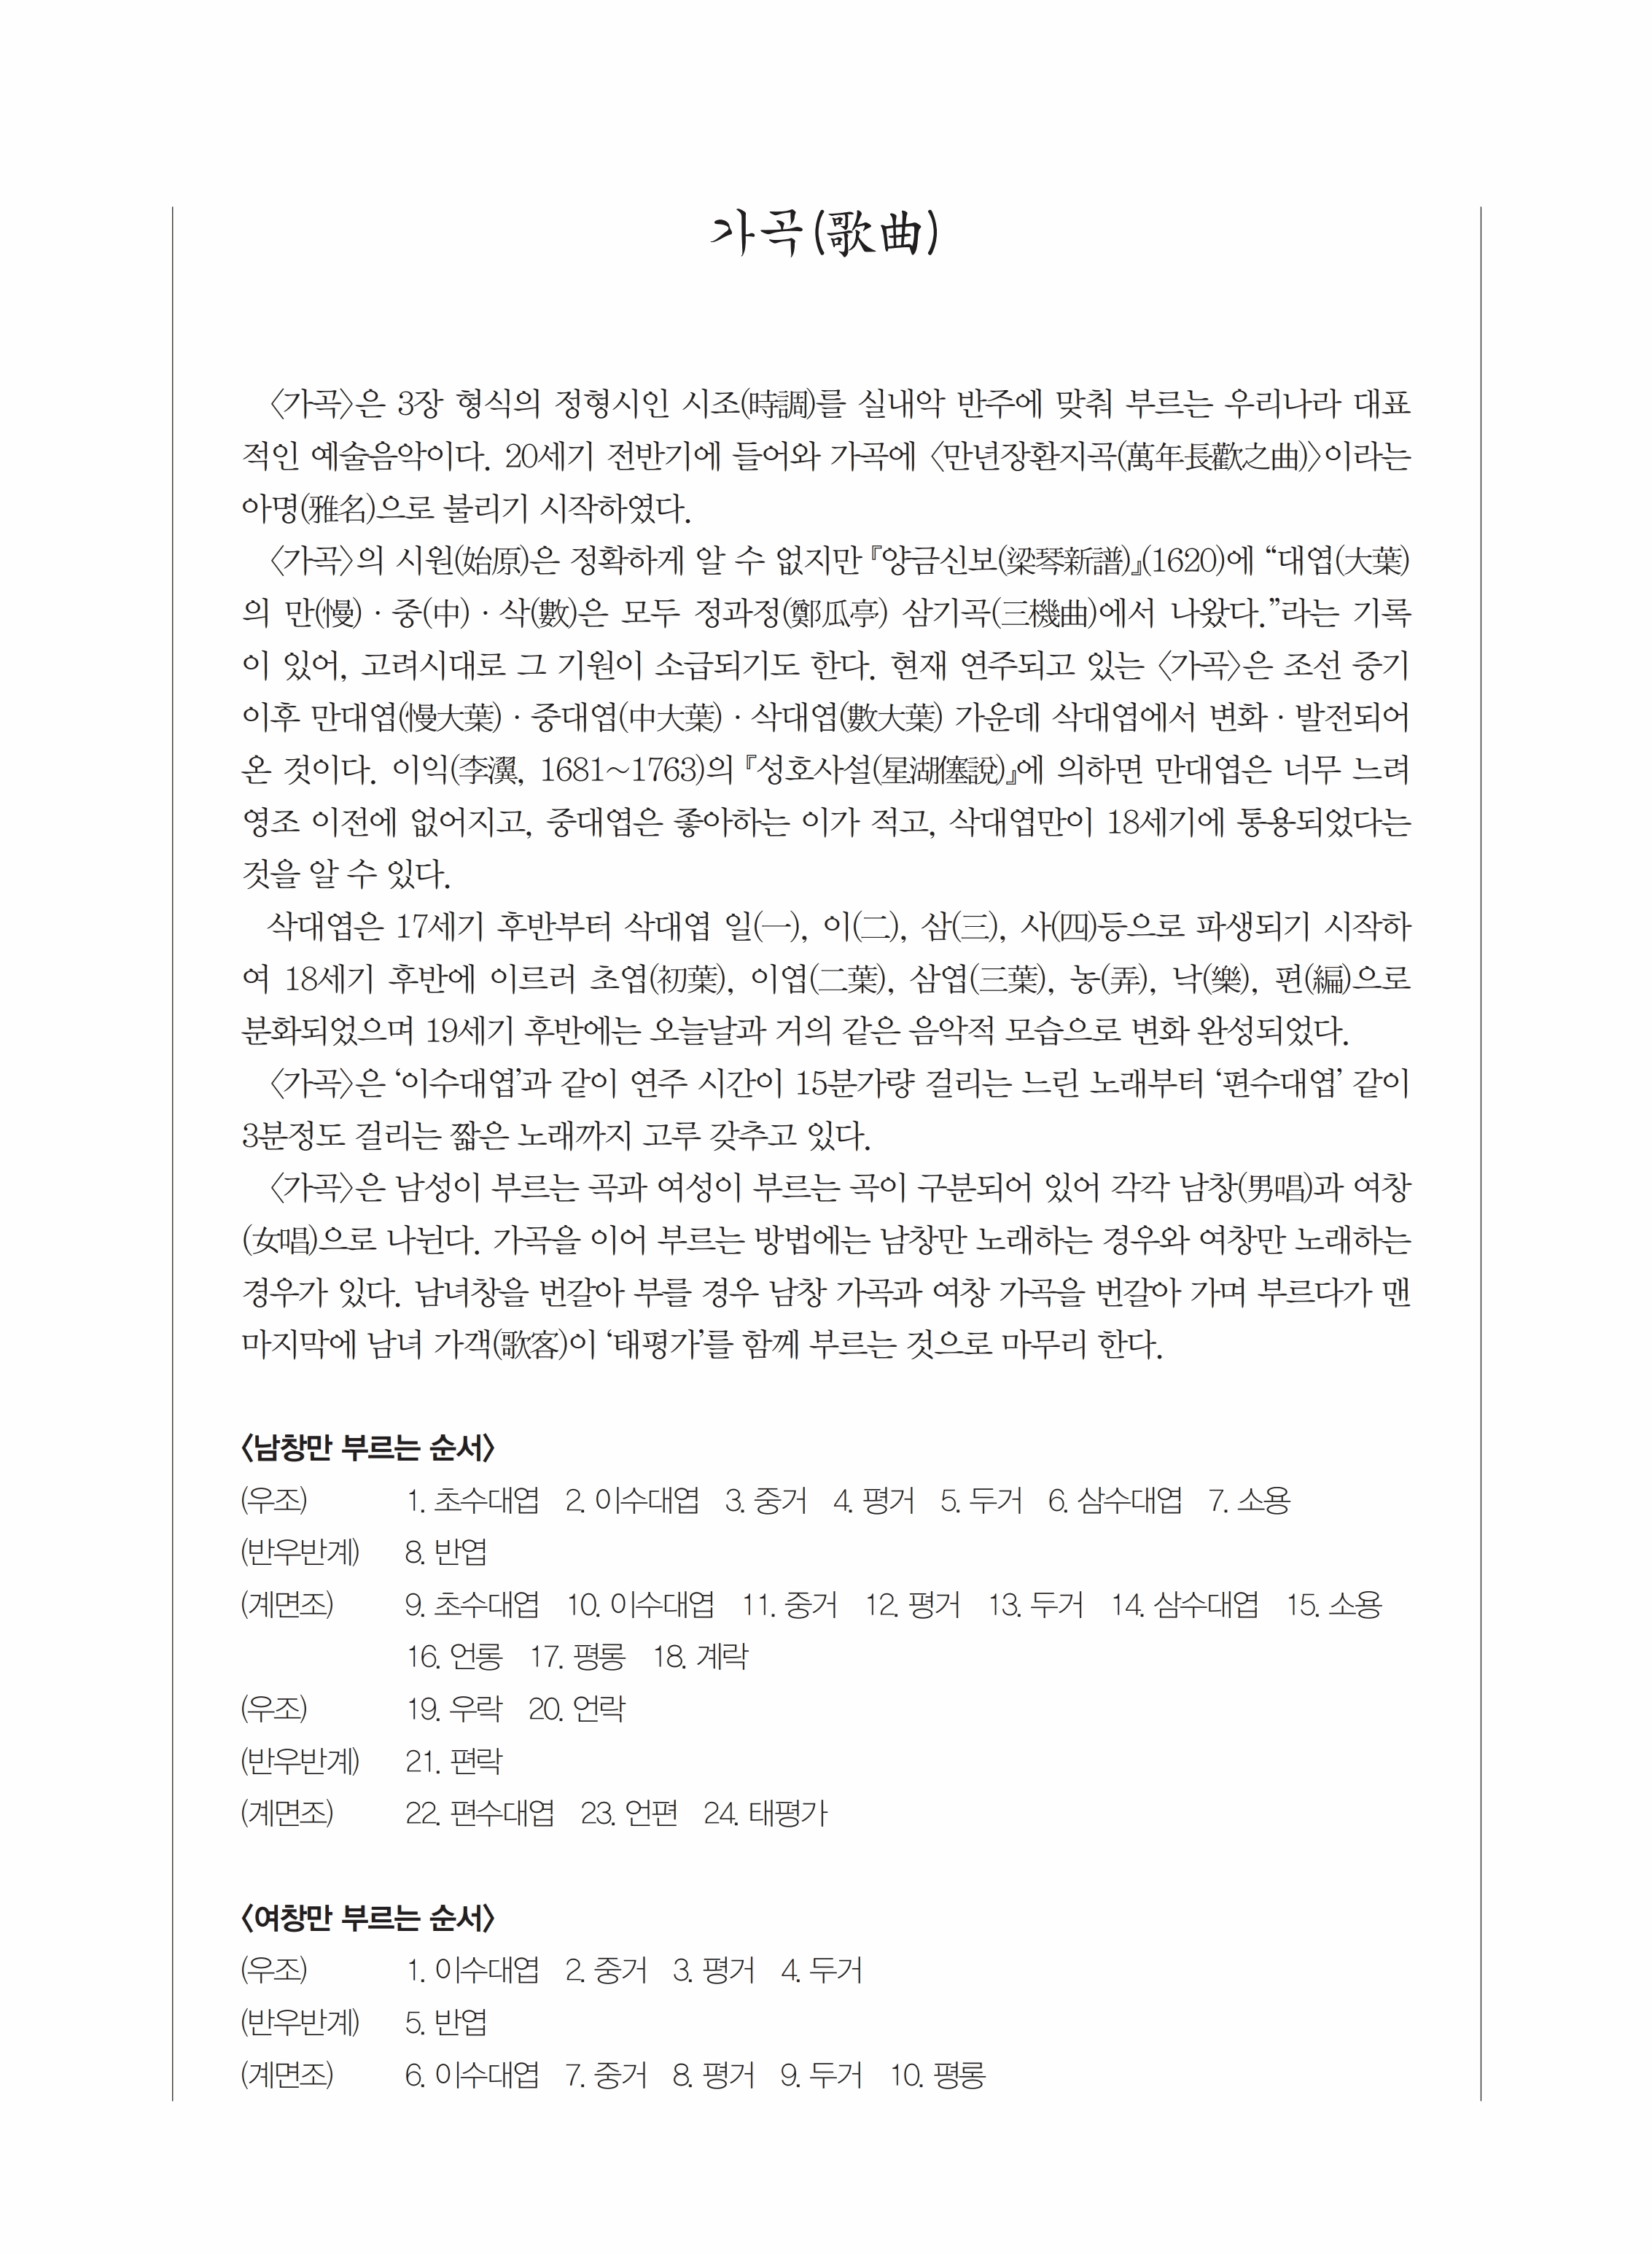 가곡(歌曲)
〈가곡〉은 3장 형식의 정형시인 시조(時調)를 실내악 반주에 맞춰 부르는 우리나라 대표
적인 예술음악이다. 20세기 전반기에 들어와 가곡에 〈만년장환지곡(萬年長歡之曲)〉이라는
아명(雅名)으로 불리기 시작하였다.
〈가곡〉의 시원(始原)은 정확하게 알 수 없지만 『양금신보(梁琴新譜)』(1620)에 “대엽(大葉)
의 만(慢)·중(中)·삭(數)은 모두 정과정(鄭瓜亭) 삼기곡(三機曲)에서 나왔다.”라는 기록
이 있어, 고려시대로 그 기원이 소급되기도 한다. 현재 연주되고 있는 〈가곡〉은 조선 중기
이후 만대엽(慢大葉)·중대엽(中大葉)·삭대엽(數大葉) 가운데 삭대엽에서 변화·발전되어
온 것이다. 이익(李瀷, 1681~1763)의 『성호사설(星湖僿說)』에 의하면 만대엽은 너무 느려
영조 이전에 없어지고, 중대엽은 좋아하는 이가 적고, 삭대엽만이 18세기에 통용되었다는
것을 알 수 있다.
삭대엽은 17세기 후반부터 삭대엽 일(一), 이(二), 삼(三), 사(四)등으로 파생되기 시작하
여 18세기 후반에 이르러 초엽(初葉), 이엽(二葉), 삼엽(三葉), 농(弄), 낙(樂), 편(編)으로
분화되었으며 19세기 후반에는 오늘날과 거의 같은 음악적 모습으로 변화 완성되었다.
〈가곡〉은 ‘이수대엽’과 같이 연주 시간이 15분가량 걸리는 느린 노래부터 ‘편수대엽’ 같이
3분정도 걸리는 짧은 노래까지 고루 갖추고 있다.
〈가곡〉은 남성이 부르는 곡과 여성이 부르는 곡이 구분되어 있어 각각 남창(男唱)과 여창
(女唱)으로 나뉜다. 가곡을 이어 부르는 방법에는 남창만 노래하는 경우와 여창만 노래하는
경우가 있다. 남녀창을 번갈아 부를 경우 남창 가곡과 여창 가곡을 번갈아 가며 부르다가 맨
마지막에 남녀 가객(歌客)이 ‘태평가’를 함께 부르는 것으로 마무리 한다.
〈남창만 부르는 순서〉
(우조) 1. 초수대엽 2. 이수대엽 3. 중거 4. 평거 5. 두거 6. 삼수대엽 7. 소용
(반우반계) 8. 반엽
(계면조) 9. 초수대엽 10. 이수대엽 11. 중거 12. 평거 13. 두거 14. 삼수대엽 15. 소용
16. 언롱 17. 평롱 18. 계락
(우조) 19. 우락 20. 언락
(반우반계) 21. 편락
(계면조) 22. 편수대엽 23. 언편 24. 태평가
〈여창만 부르는 순서〉
(우조) 1. 이수대엽 2. 중거 3. 평거 4. 두거
(반우반계) 5. 반엽
(계면조) 6. 이수대엽 7. 중거 8. 평거 9. 두거 10. 평롱